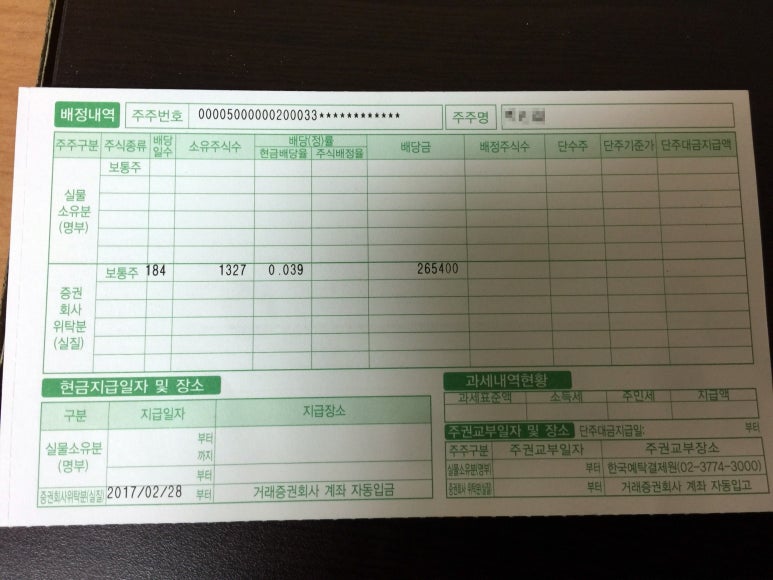 배정내역 주주번호 00005000000200033************ 주주명
주주구분 주식종류 배당일수 소유주식수 배당(정)률 현금배당율 주식배정율 배당금 배정주식수 단수주 단주기준가 단주대금지급액
실물 소유분 (명부) 보통주
증권 회사 위탁분 (실질) 보통주 184 1327 0.039 265400
현금지급일자 및 장소
구분 지급일자 지급장소
실물소유분 (명부) 부터 까지
부터
증권회사위탁분(실질) 2017/02/28 부터 거래증권회사 계좌 자동입금
과세내역현황
과세표준액 소득세 주민세 지급액
주권교부일자 및 장소 단주대금지급일: 부터
주주구분 주권교부일자 주권교부장소
실물소유분(명부) 부터 한국예탁결제원(02-3774-3000)
증권회사 위탁분(실질) 부터 거래증권회사 계좌 자동입고